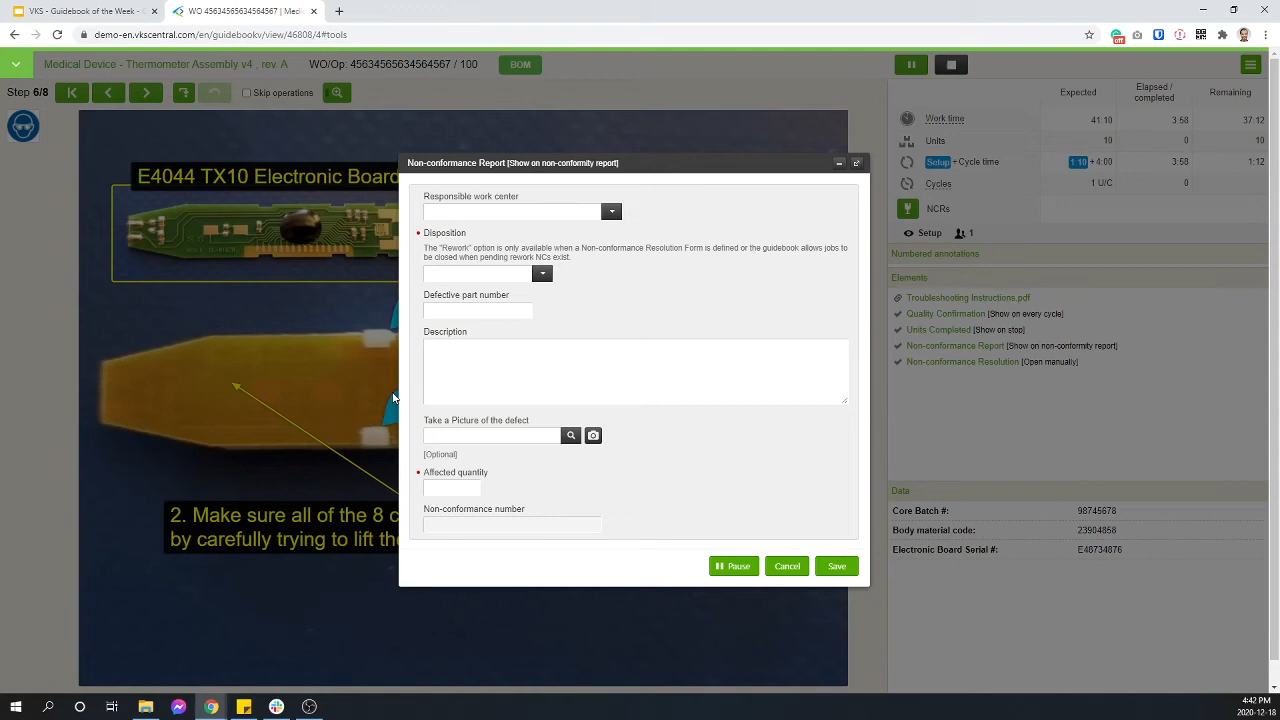 VKS - Guidebook of the Week - C
WO 45634565634564567 | Medic
demo-en.vkscentral.com/en/guidebookv/view/46808/4#tools
off
Medical Device - Thermometer Assembly v4 , rev. A
WO/Op: 45634565634564567 / 100
BOM
Step 6/8
Skip operations
E4044 TX10 Electronic Board
2. Make sure all of the 8 c
by carefully trying to lift the
Non-conformance Report [Show on non-conformity report]
Responsible work center
Disposition
The "Rework" option is only available when a Non-conformance Resolution Form is defined or the guidebook allows jobs to
be closed when pending rework NCs exist.
Defective part number
Description
Take a Picture of the defect
[Optional]
Affected quantity
Non-conformance number
Pause
Cancel
Save
Expected
Elapsed /
completed
Remaining
Work time 41:10 3:58 37:12
Units 10 0 10
Setup + Cycle time 1:10 + 4:00 3:58 1:12
Cycles 1 U/C 0
NCRs
Setup 1
Numbered annotations
Elements
Troubleshooting Instructions.pdf
Quality Confirmation [Show on every cycle]
Units Completed [Show on stop]
Non-conformance Report [Show on non-conformity report]
Non-conformance Resolution [Open manually]
Data
Core Batch #: 98745678
Body material code: 23904858
Electronic Board Serial #: E48734876
4:42 PM
2020-12-18